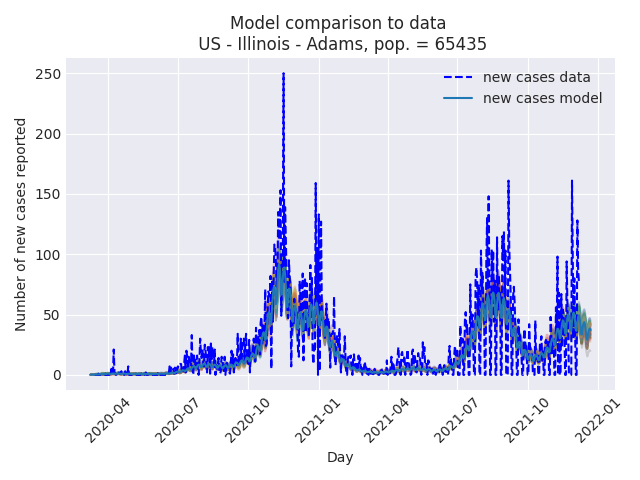 Model comparison to data
US - Illinois - Adams, pop. = 65435
new cases data
new cases model
Number of new cases reported
250
200
150
100
50
0
2020-04
2020-07
2020-10
2021-01
2021-04
2021-07
2021-10
2022-01
Day